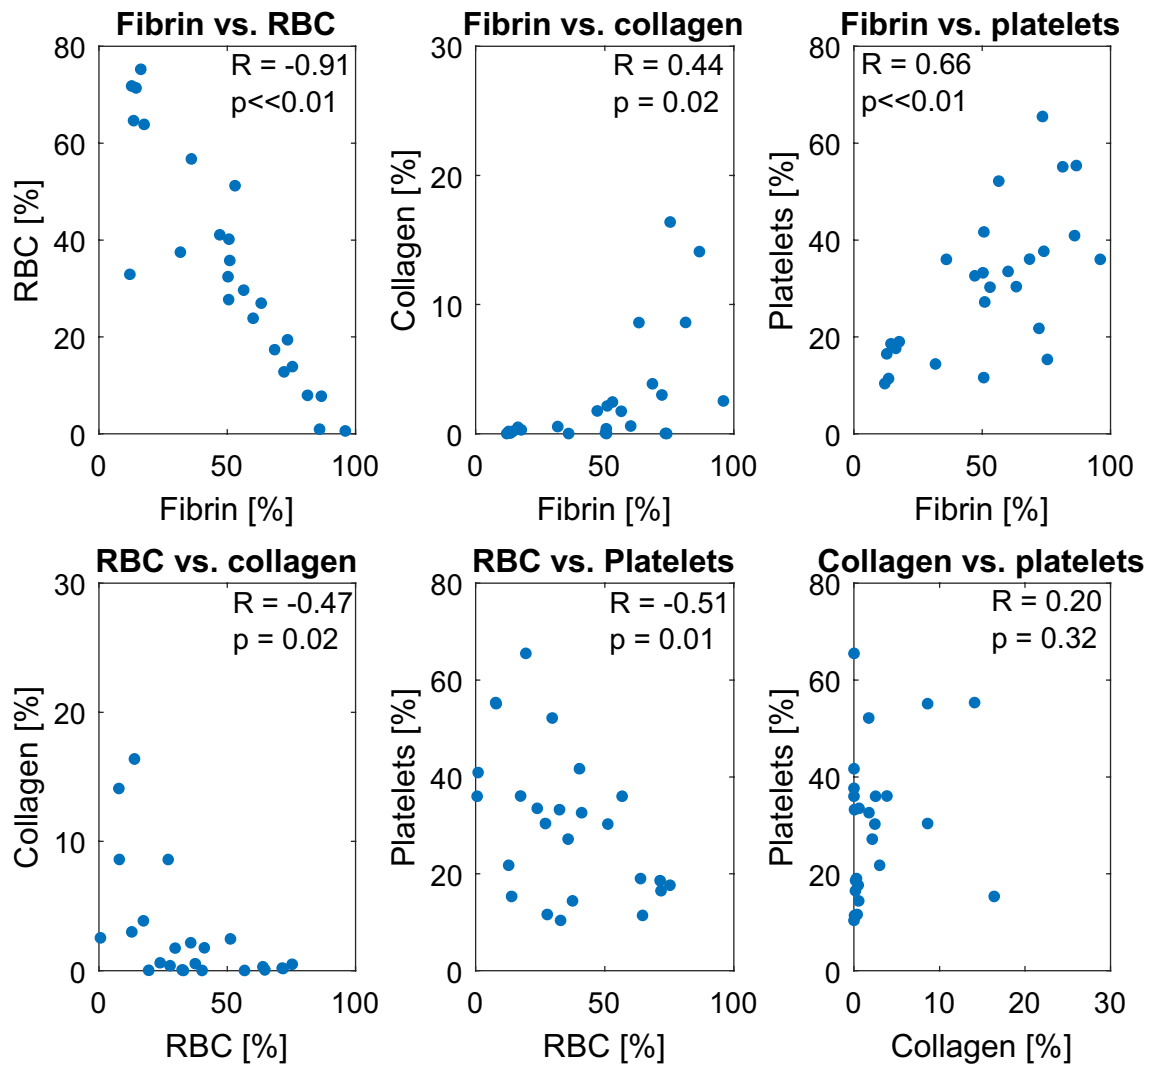 Fibrin vs. RBC
R = -0.91
p<<0.01
80
60
40
20
0
RBC [%]
0 50 100
Fibrin [%]
Fibrin vs. collagen
R = 0.44
p = 0.02
30
20
10
0
Collagen [%]
0 50 100
Fibrin [%]
Fibrin vs. platelets
R = 0.66
p<<0.01
80
60
40
20
0
Platelets [%]
0 50 100
Fibrin [%]
RBC vs. collagen
R = -0.47
p = 0.02
30
20
10
0
Collagen [%]
0 50 100
RBC [%]
RBC vs. Platelets
R = -0.51
p = 0.01
80
60
40
20
0
Platelets [%]
0 50 100
RBC [%]
Collagen vs. platelets
R = 0.20
p = 0.32
80
60
40
20
0
Platelets [%]
0 10 20 30
Collagen [%]